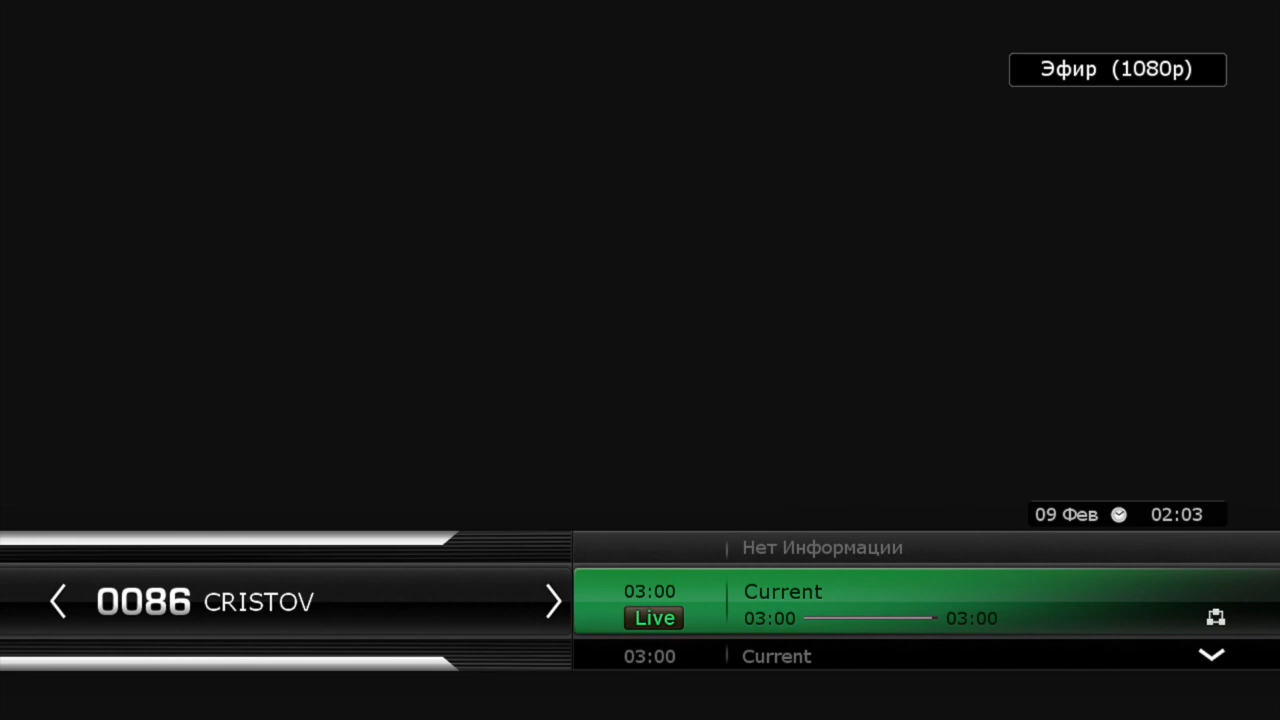 Эфир (1080p)
09 Фев 02:03
Нет Информации
0086 CRISTOV
03:00 Current
Live 03:00 03:00
03:00 Current